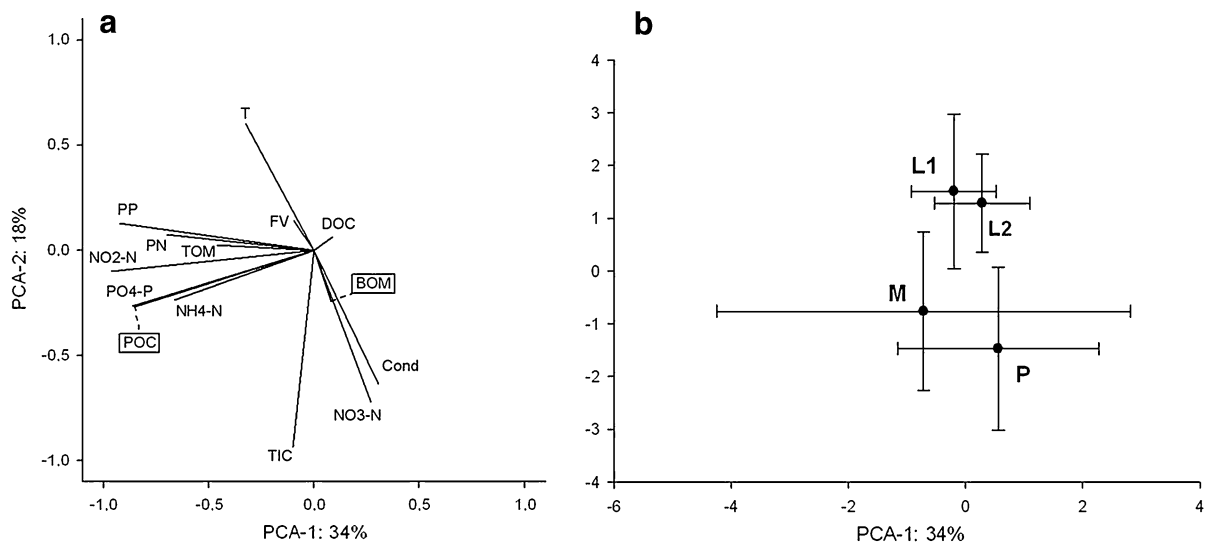 a
1.0
0.5
0.0
-0.5
-1.0
PCA-2: 18%
T
PP
FV
DOC
PN
TOM
NO2-N
BOM
PO4-P
NH4-N
POC
Cond
NO3-N
TIC
-1.0 -0.5 0.0 0.5 1.0
PCA-1: 34%
b
4
3
2
1
0
-1
-2
-3
-4
L1
L2
M
P
-6 -4 -2 0 2 4
PCA-1: 34%